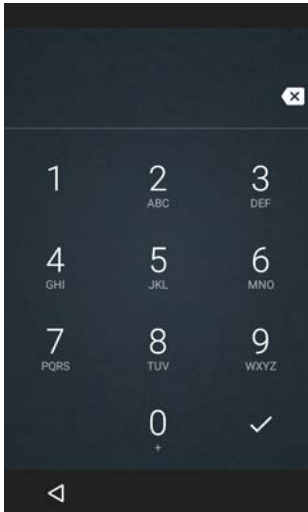 1 2 3
ABC DEF
4 5 6
GHI JKL MNO
7 8 9
PQRS TUV WXYZ
0
+